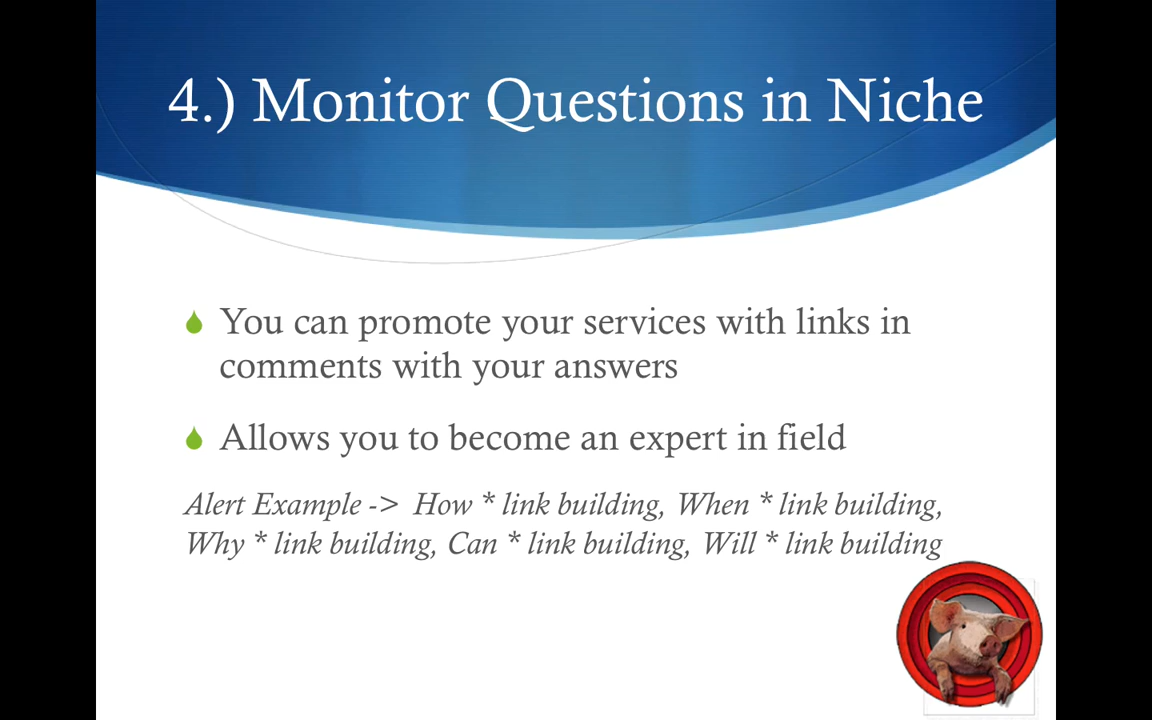 4.) Monitor Questions in Niche
You can promote your services with links in
comments with your answers
Allows you to become an expert in field
Alert Example -> How * link building, When * link building,
Why * link building, Can * link building, Will * link building